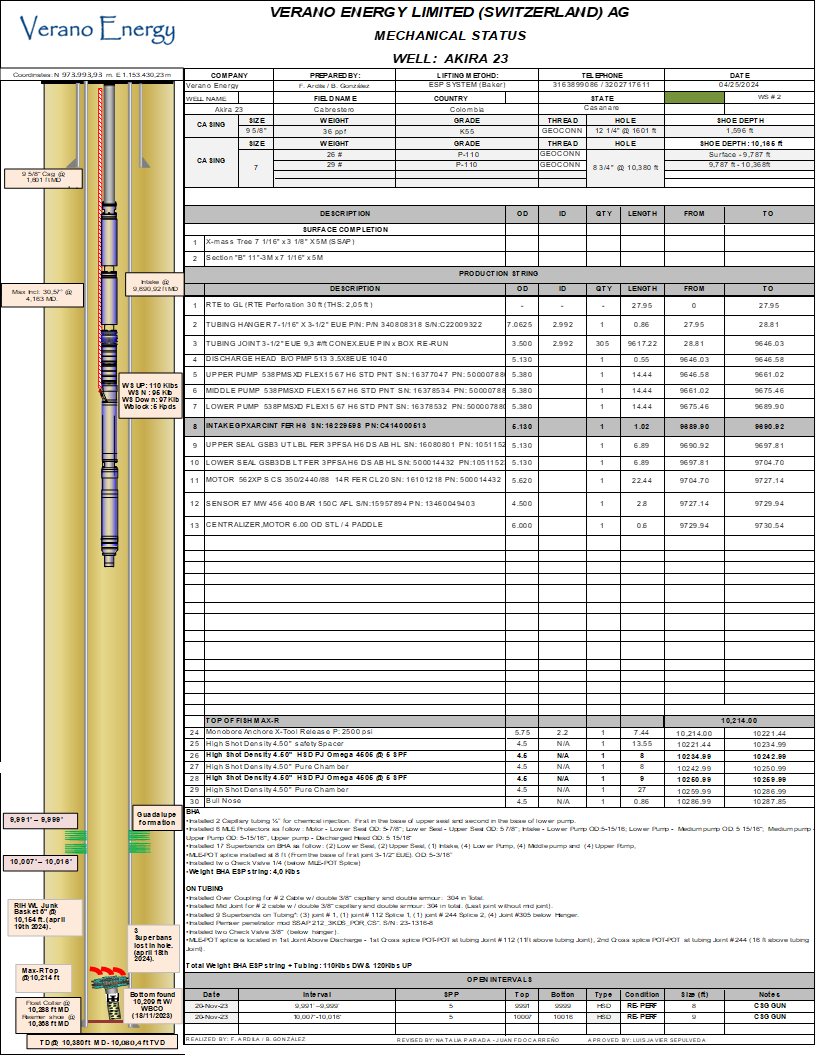 Verano Energy
VERANO ENERGY LIMITED (SWITZERLAND) AG
MECHANICAL STATUS
WELL: AKIRA 23
Coordinates: N 973.993,93 m. E 1.153.430,23 m
COMPANY PREPARED BY: LIFTING METOHD: TELEPHONE DATE
Verano Energy F. Ardila / B. González ESP SYSTEM (Baker) 3163899086 / 3202717611 04/25/2024
WELL NAME FIELD NAME COUNTRY STATE WS # 2
Akira 23 Cabrestero Colombia Casanare
CASING SIZE WEIGHT GRADE THREAD HOLE SHOE DEPTH
9 5/8" 36 ppf K55 GEOCONN 12 1/4" @ 1601 ft 1,596 ft
CASING SIZE WEIGHT GRADE THREAD HOLE SHOE DEPTH: 10,165 ft
7 26 # P-110 GEOCONN 8 3/4" @ 10,380 ft Surface - 9,787 ft
29 # P-110 GEOCONN 9,787 ft - 10,368ft
DESCRIPTION OD ID QTY LENGTH FROM TO
SURFACE COMPLETION
1 X-mass Tree 7 1/16" x 3 1/8" X 5M (SSAP)
2 Section "B" 11"-3M x 7 1/16" x 5M
PRODUCTION STRING
DESCRIPTION OD ID QTY LENGTH FROM TO
1 RTE to GL (RTE Perforation 30 ft (THS: 2,05 ft ) - - - 27.95 0 27.95
2 TUBING HANGER 7-1/16" X 3-1/2" EUE P/N: P/N 340808318 S/N:C22009322 7.0625 2.992 1 0.86 27.95 28.81
3 TUBING JOINT 3-1/2" EUE 9,3 #/ft CONEX.EUE PIN x BOX RE-RUN 3.500 2.992 305 9617.22 28.81 9646.03
4 DISCHARGE HEAD B/O PMP 513 3.5X8EUE 1040 5.130 1 0.55 9646.03 9646.58
5 UPPER PUMP 538PMSXD FLEX15 67 H6 STD PNT SN: 16377047 PN: 50007788 5.380 1 14.44 9646.58 9661.02
6 MIDDLE PUMP 538PMSXD FLEX15 67 H6 STD PNT SN: 16378534 PN: 5000788 5.380 1 14.44 9661.02 9675.46
7 LOWER PUMP 538PMSXD FLEX15 67 H6 STD PNT SN: 16378532 PN: 50007880 5.380 1 14.44 9675.46 9689.90
8 INTAKE GPXARCINT FER H6 SN:16229598 PN:C414000513 5.130 1 1.02 9689.90 9690.92
9 UPPER SEAL GSB3 UT LBL FER 3PFSA H6 DS AB HL SN: 16080801 PN: 1051152 5.130 1 6.89 9690.92 9697.81
10 LOWER SEAL GSB3DB LT FER 3PFSA H6 DS AB HL SN: 500014432 PN:1051152 5.130 1 6.89 9697.81 9704.70
11 MOTOR 562XP S CS 350/2440/88 14R FER CL20 SN: 16101218 PN: 500014432 5.620 1 22.44 9704.70 9727.14
12 SENSOR E7 MW 456 400 BAR 150C AFL S/N:15957894 PN: 13460049403 4.500 1 2.8 9727.14 9729.94
13 CENTRALIZER,MOTOR 6.00 OD STL / 4 PADDLE 6.000 1 0.6 9729.94 9730.54
TOP OF FISH MAX-R 10,214.00
24 Monobore Anchore X-Tool Release P: 2500 psi 5.75 2.2 1 7.44 10,214.00 10221.44
25 High Shot Density 4.50" safety Spacer 4.5 N/A 1 13.55 10221.44 10234.99
26 High Shot Density 4.50" HSD PJ Omega 4505 @ 5 SPF 4.5 N/A 1 8 10234.99 10242.99
27 High Shot Density 4.50" Pure Chamber 4.5 N/A 1 8 10242.99 10250.99
28 High Shot Density 4.50" HSD PJ Omega 4505 @ 5 SPF 4.5 N/A 1 9 10250.99 10259.99
29 High Shot Density 4.50" Pure Chamber 4.5 N/A 1 27 10259.99 10286.99
30 Bull Nose 4.5 N/A 1 0.86 10286.99 10287.85
BHA
•Installed 2 Capillary tubing ¼" for chemical injection, First in the base of upper seal and second in the base of lower pump.
•Installed 6 MLE Protectors as follow : Motor - Lower Seal OD: 5-7/8"; Low Seal - Upper Seal OD: 5 7/8"; Intake - Lower Pump OD:5-15/16; Lower Pump - Medium pump OD: 5 15/16"; Medium pump
Upper Pump OD: 5-15/16", Upper pump - Discharged Head OD: 5 15/16"
•Installed 17 Superbands on BHA as follow : (2) Low Seal, (2) Upper Seal, (1) Intake, (4) Low Pump, (4) Middle pump and (4) Upper Pump,
•MLE-POT splice installed at 8 ft (From the base of first joint 3-1/2" EUE). OD: 5-3/16"
•Installed two Check Valve 1/4 (below MLE-POT Splice)
-Weight BHA ESP string: 4,0 Klbs
ON TUBING
•Installed Over Coupling for # 2 Cable w / double 3/8" capillary and double armour: 304 in Total.
•Installed Mid Joint for # 2 cable w / double 3/8" capillary and double armour: 304 in total. (Last joint without mid joint).
•Installed 9 Superbands on Tubing": (3) joint # 1, (1) joint # 112 Splice 1, (1) joint # 244 Splice 2, (4) Joint #305 below Hanger.
•Installed Penseer penetrator mod SSAP1212_3KDS_POR_CS". S/N: 23-1316-8
•Installed two Check Valve 3/8" (below hanger).
•MLE-POT splice is located in 1st Joint Above Discharge - 1st Cross splice POT-POT at tubing Joint # 112 (11ft above tubing Joint), 2nd Cross splice POT-POT at tubing Joint #244 (16 ft above tubing
Joint).
Total Weight BHA ESP string + Tubing: 110Klbs DW & 120Klbs UP
OPEN INTERVALS
Date Interval SPP Top Botton Type Condition Size (ft) Notes
20-Nov-23 9,991'-9,999' 5 9991 9999 HSD RE-PERF 8 CSG GUN
20-Nov-23 10,007'-10,016' 5 10007 10016 HSD RE-PERF 9 CSG GUN
REALIZED BY: F. ARDILA / B. GONZÁLEZ REVISED BY: NATALIA PARADA - JUAN FDO CARREÑO APROVED BY: LUIS JAVIER SEPULVEDA
9 5/8" Csg @
1,601 ft MD
Intake @
9,690,92 ft MD
Max Incl: 30,57° @
4,163 MD.
WS UP: 110 Klbs
WS N : 95 Klb
WS Down: 97 Klb
Wblock: 5 Kpds
9,991' – 9,999'
Guadalupe
formation
10,007' – 10,016'
RIH WL Junk
Basket 6" @
10,154 ft. (april
19th 2024).
3
Superbans
lost in hole.
(april 18th
2024).
Max-R Top
@10,214 ft
Float Collar @
10,288 ft MD
Reamer shoe @
10,368 ft MD
Bottom found
10,209 ft W/
WBCO
(18/11/2023)
TD@ 10,380ft MD- 10,080,4 ft TVD